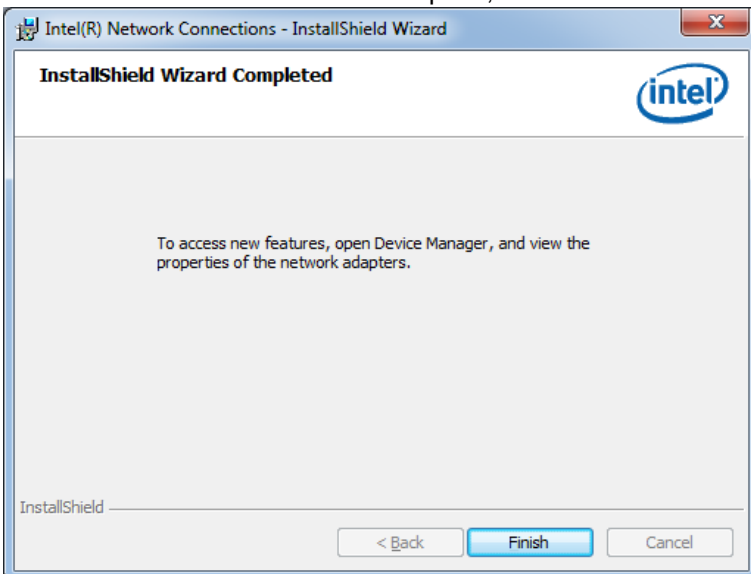 Intel(R) Network Connections - InstallShield Wizard
InstallShield Wizard Completed
intel
To access new features, open Device Manager, and view the
properties of the network adapters.
InstallShield
< Back
Finish
Cancel